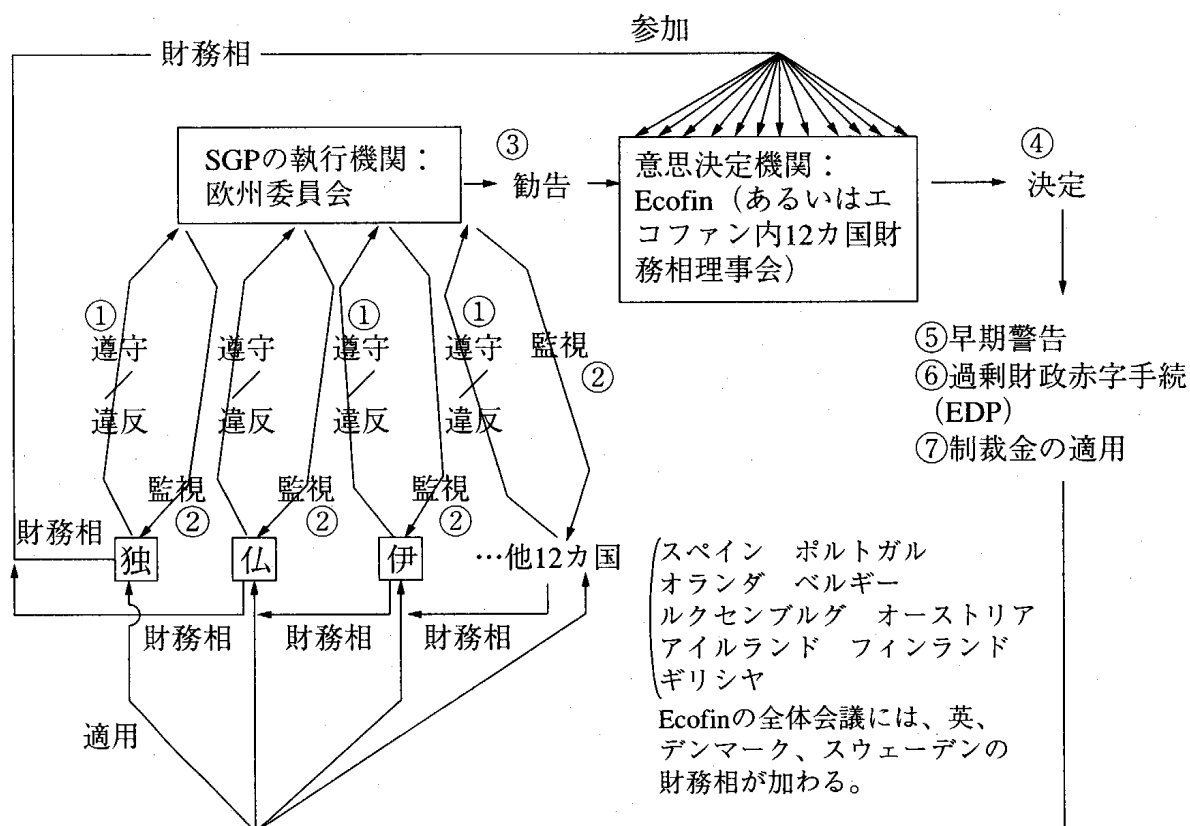 参加
財務相
SGPの執行機関：
欧州委員会
③
勧告
意思決定機関：
Ecofin（あるいはエ
コファン内12カ国財
務相理事会）
④
決定
①
遵守
違反
遵守
違反
①
遵守
違反
①
遵守
違反
監視
②
⑤早期警告
⑥過剰財政赤字手続
（EDP）
⑦制裁金の適用
監視
②
監視
②
監視
②
財務相
独
仏
伊
…他12カ国
スペイン　ポルトガル
オランダ　ベルギー
ルクセンブルグ　オーストリア
アイルランド　フィンランド
ギリシヤ
財務相
財務相
財務相
Ecofinの全体会議には、英、
デンマーク、スウェーデンの
財務相が加わる。
適用